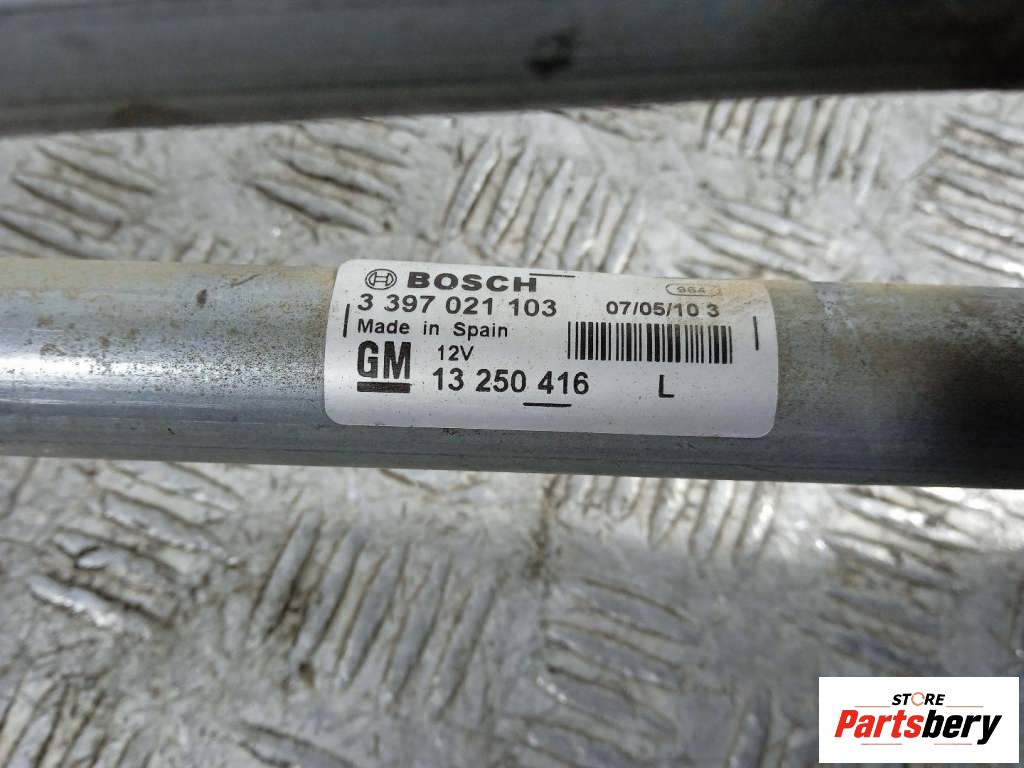 BOSCH
3 397 021 103 07/05/10 3
Made in Spain
GM 12V
13 250 416 L
STORE
Partsbery